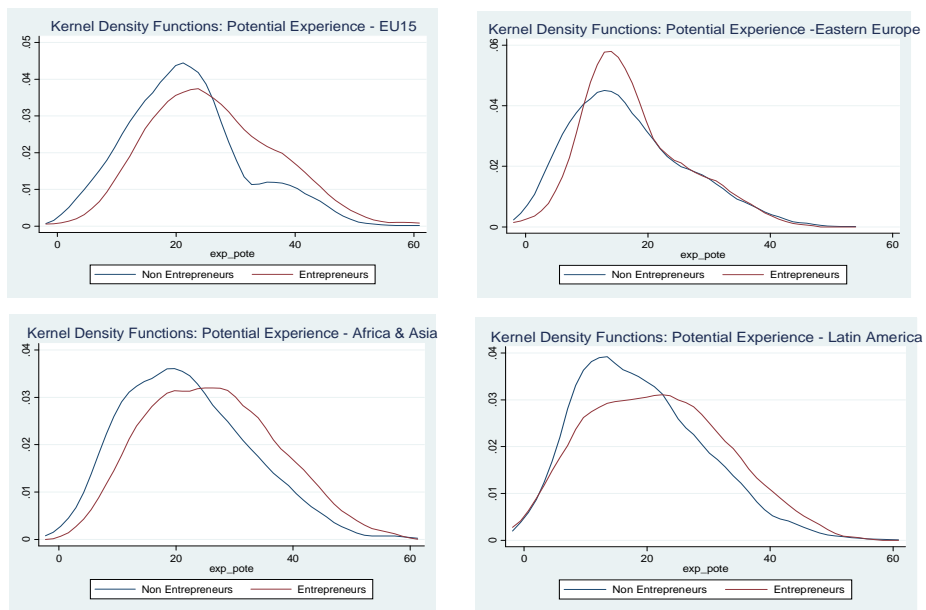 Kernel Density Functions: Potential Experience - EU15
.05
.04
.03
.02
.01
0
0 20 40 60
exp_pote
Non Entrepreneurs Entrepreneurs
Kernel Density Functions: Potential Experience -Eastern Europe
.06
.04
.02
0
0 20 40 60
exp_pote
Non Entrepreneurs Entrepreneurs
Kernel Density Functions: Potential Experience - Africa & Asia
.04
.03
.02
.01
0
0 20 40 60
exp_pote
Non Entrepreneurs Entrepreneurs
Kernel Density Functions: Potential Experience - Latin America
.04
.03
.02
.01
0
0 20 40 60
exp_pote
Non Entrepreneurs Entrepreneurs